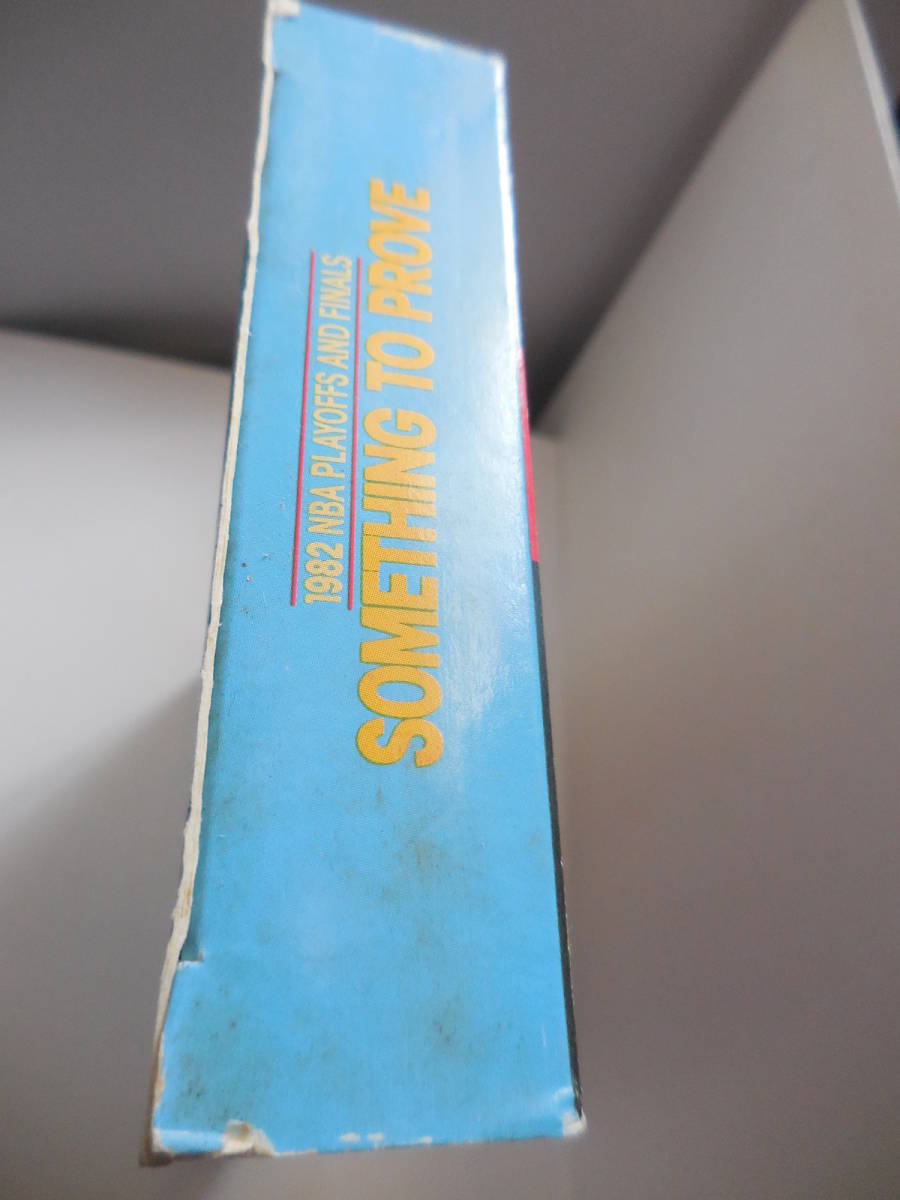 1982 NBA PLAYOFFS AND FINALS
SOMETHING TO PROVE